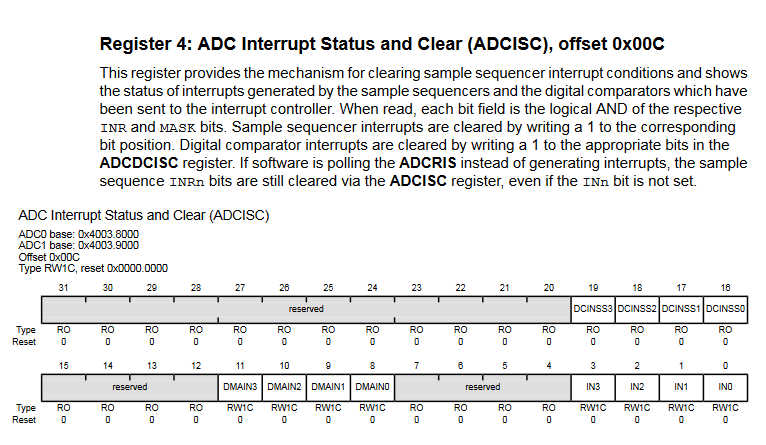 Register 4: ADC Interrupt Status and Clear (ADCISC), offset 0x00C
This register provides the mechanism for clearing sample sequencer interrupt conditions and shows
the status of interrupts generated by the sample sequencers and the digital comparators which have
been sent to the interrupt controller. When read, each bit field is the logical AND of the respective
INR and MASK bits. Sample sequencer interrupts are cleared by writing a 1 to the corresponding
bit position. Digital comparator interrupts are cleared by writing a 1 to the appropriate bits in the
ADCDCISC register. If software is polling the ADCRIS instead of generating interrupts, the sample
sequence INRn bits are still cleared via the ADCISC register, even if the INn bit is not set.
ADC Interrupt Status and Clear (ADCISC)
ADC0 base: 0x4003.8000
ADC1 base: 0x4003.9000
Offset 0x00C
Type RW1C, reset 0x0000.0000
31 30 29 28 27 26 25 24 23 22 21 20 19 18 17 16
reserved DCINSS3 DCINSS2 DCINSS1 DCINSS0
Type RO RO RO RO RO RO RO RO RO RO RO RO RO RO RO RO
Reset 0 0 0 0 0 0 0 0 0 0 0 0 0 0 0 0
15 14 13 12 11 10 9 8 7 6 5 4 3 2 1 0
reserved DMAIN3 DMAIN2 DMAIN1 DMAIN0 reserved IN3 IN2 IN1 IN0
Type RO RO RO RO RW1C RW1C RW1C RW1C RO RO RO RO RW1C RW1C RW1C RW1C
Reset 0 0 0 0 0 0 0 0 0 0 0 0 0 0 0 0